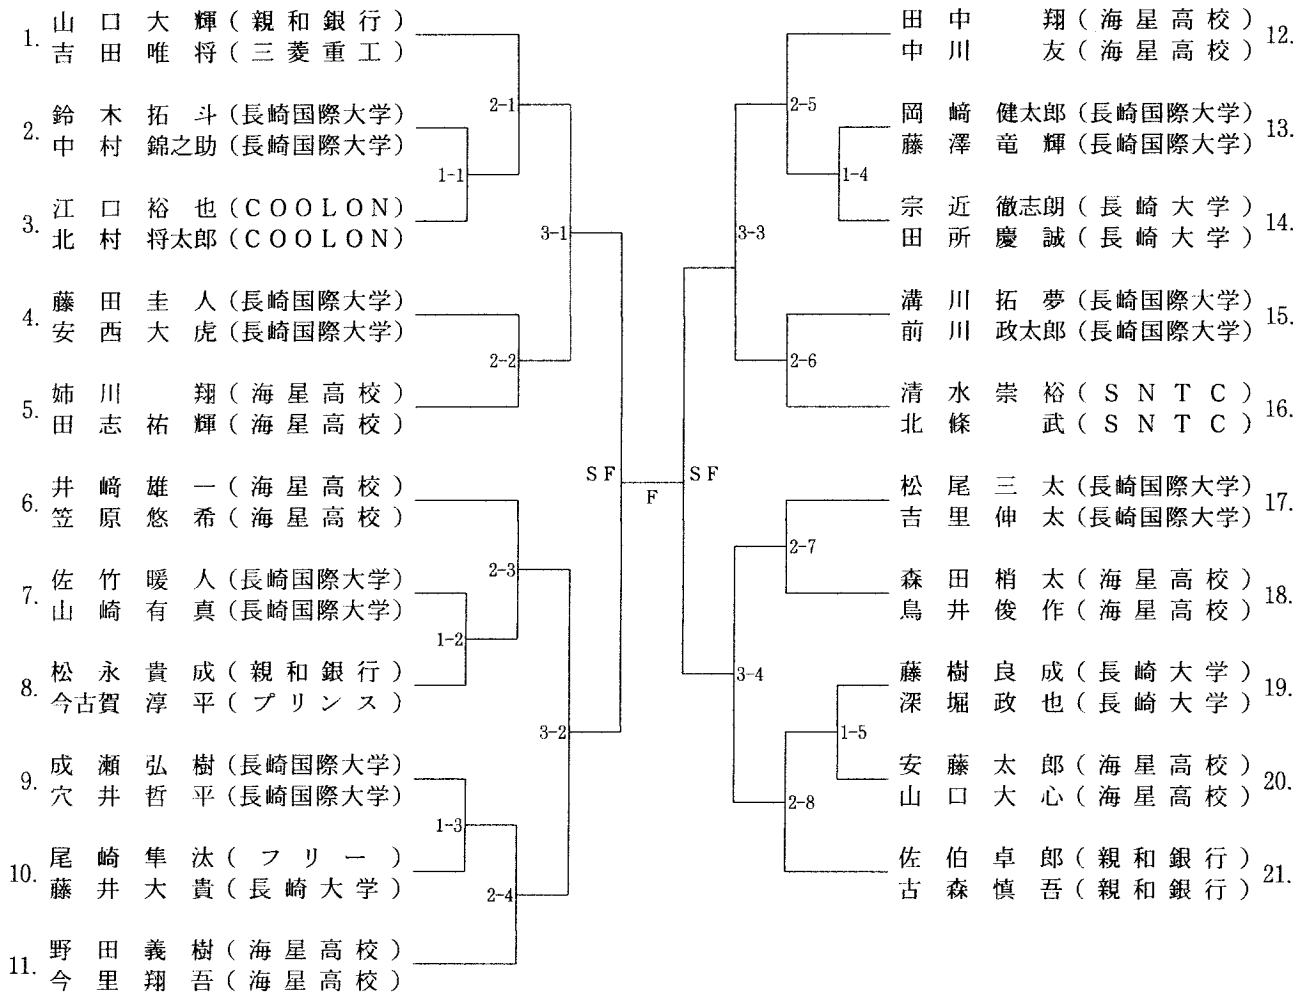 1. 山口大輝(親和銀行)
吉田唯将(三菱重工)
2. 鈴木拓斗(長崎国際大学)
中村錦之助(長崎国際大学)
3. 江口裕也(COOLON)
北村将太郎(COOLON)
4. 藤田圭人(長崎国際大学)
安西大虎(長崎国際大学)
5. 姉川翔(海星高校)
田志祐輝(海星高校)
6. 井﨑雄一(海星高校)
笠原悠希(海星高校)
7. 佐竹暖人(長崎国際大学)
山崎有真(長崎国際大学)
8. 松永貴成(親和銀行)
今古賀淳平(プリンス)
9. 成瀬弘樹(長崎国際大学)
穴井哲平(長崎国際大学)
10. 尾崎隼汰(フリー)
藤井大貴(長崎大学)
11. 野田義樹(海星高校)
今里翔吾(海星高校)
2-1
1-1
3-1
2-2
SF
2-3
1-2
3-2
1-3
2-4
F
2-5
1-4
3-3
2-6
SF
2-7
3-4
1-5
2-8
田中翔(海星高校) 12.
中川友(海星高校)
岡﨑健太郎(長崎国際大学) 13.
藤澤竜輝(長崎国際大学)
宗近徹志朗(長崎大学) 14.
田所慶誠(長崎大学)
溝川拓夢(長崎国際大学) 15.
前川政太郎(長崎国際大学)
清水崇裕(SNTC) 16.
北條武(SNTC)
松尾三太(長崎国際大学) 17.
吉里伸太(長崎国際大学)
森田梢太(海星高校) 18.
鳥井俊作(海星高校)
藤樹良成(長崎大学) 19.
深堀政也(長崎大学)
安藤太郎(海星高校) 20.
山口大心(海星高校)
佐伯卓郎(親和銀行) 21.
古森慎吾(親和銀行)